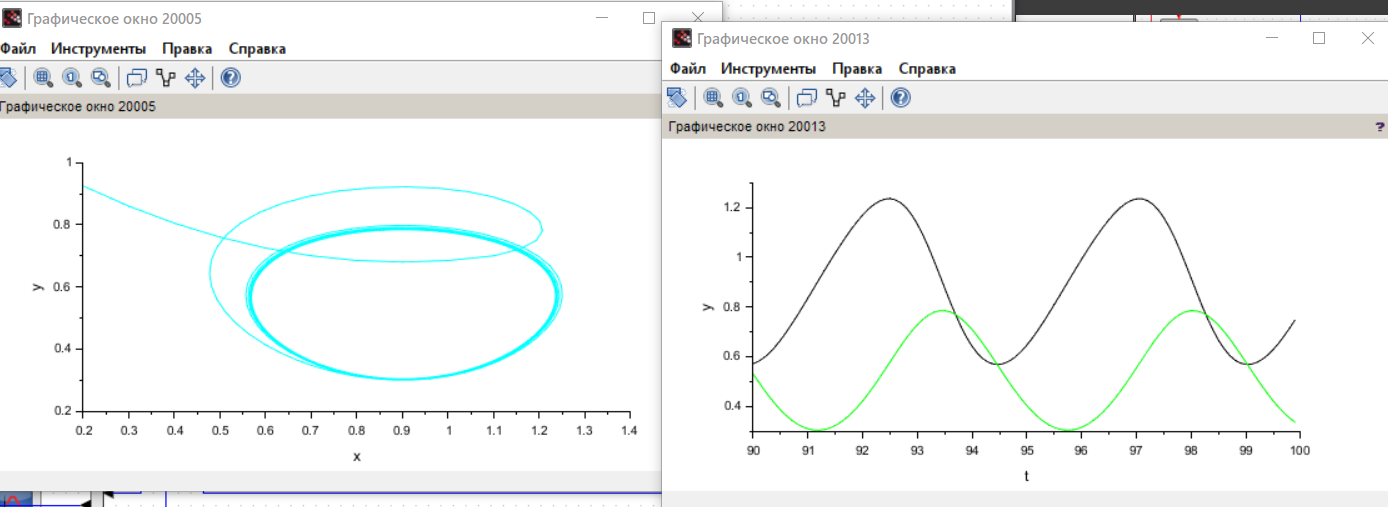 Графическое окно 20005
Файл Инструменты Правка Справка
Графическое окно 20005
1
0.8
0.6
0.4
0.2
y
0.2 0.3 0.4 0.5 0.6 0.7 0.8 0.9 1 1.1 1.2 1.3 1.4
x
Графическое окно 20013
Файл Инструменты Правка Справка
Графическое окно 20013 ?
1.2
1
0.8
0.6
0.4
y
90 91 92 93 94 95 96 97 98 99 100
t